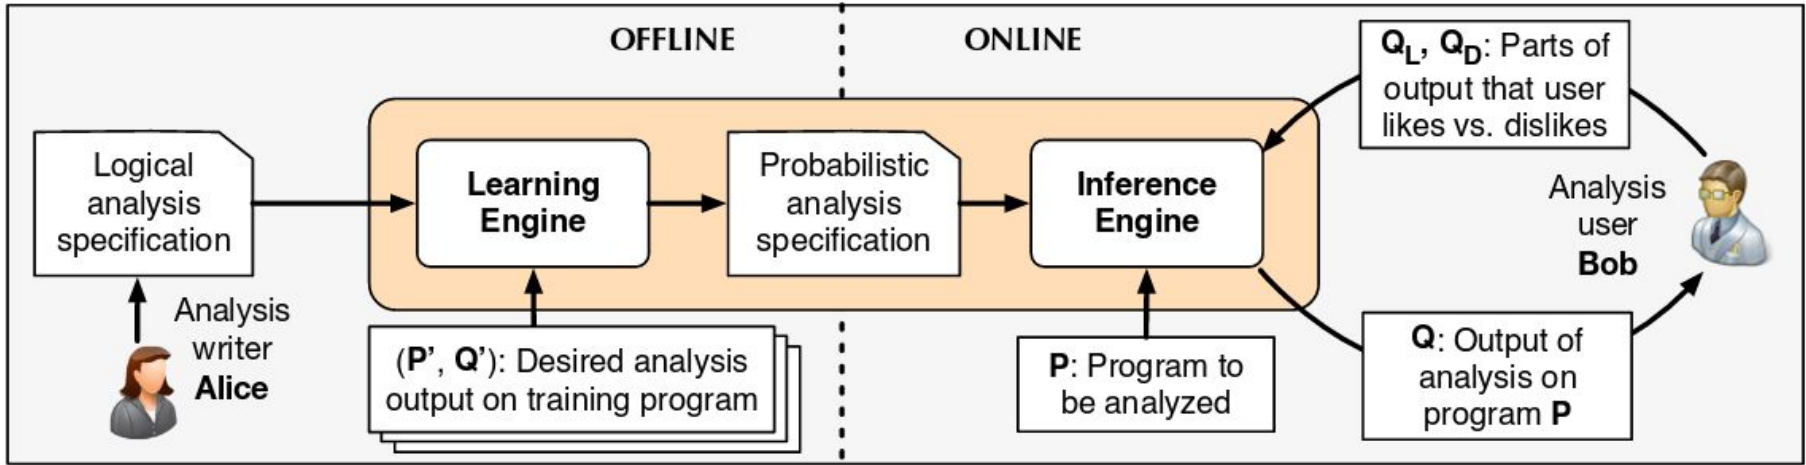 OFFLINE
ONLINE
Logical
analysis
specification
Analysis
writer
Alice
Learning
Engine
(P’, Q’): Desired analysis
output on training program
Probabilistic
analysis
specification
Inference
Engine
P: Program to
be analyzed
QL, QD: Parts of
output that user
likes vs. dislikes
Analysis
user
Bob
Q: Output of
analysis on
program P